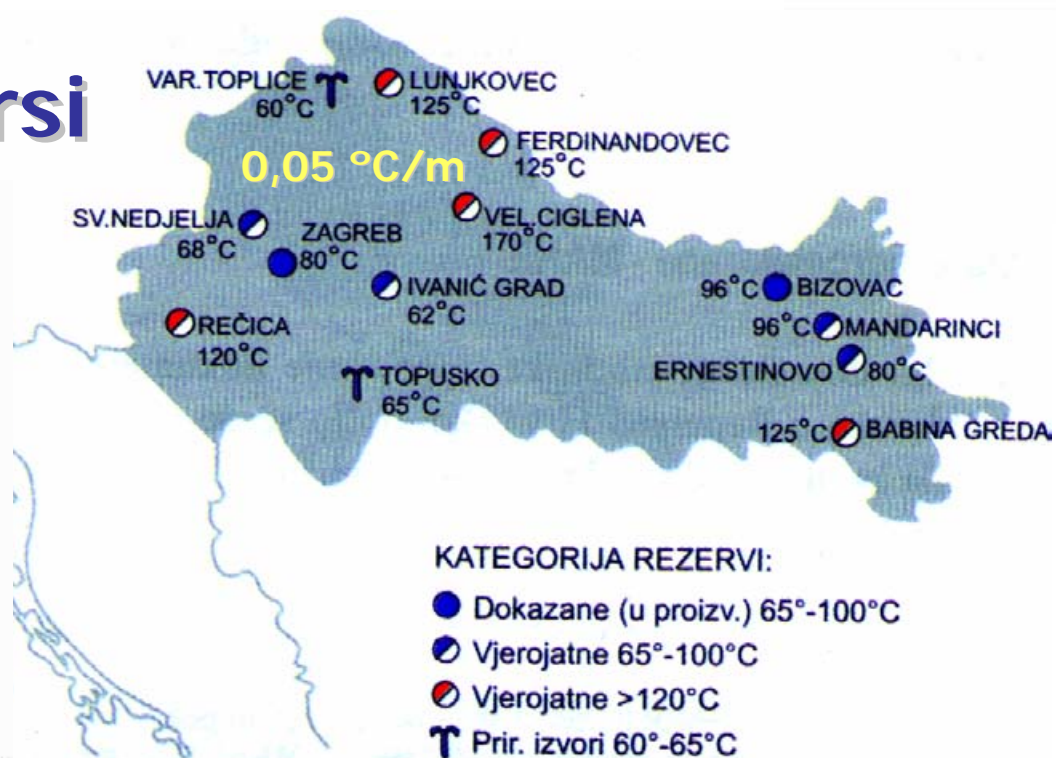 rsi
VAR.TOPLICE
60°C
LUNJKOVEC
125°C
FERDINANDOVEC
125°C
0,05 °C/m
SV.NEDJELJA
68°C
ZAGREB
80°C
VEL.CIGLENA
170°C
IVANIĆ GRAD
62°C
96°C BIZOVAC
REČICA
120°C
96°C MANDARINCI
ERNESTINOVO 80°C
TOPUSKO
65°C
125°C BABINA GREDA
KATEGORIJA REZERVI:
Dokazane (u proizv.) 65°-100°C
Vjerojatne 65°-100°C
Vjerojatne >120°C
Prir. izvori 60°-65°C